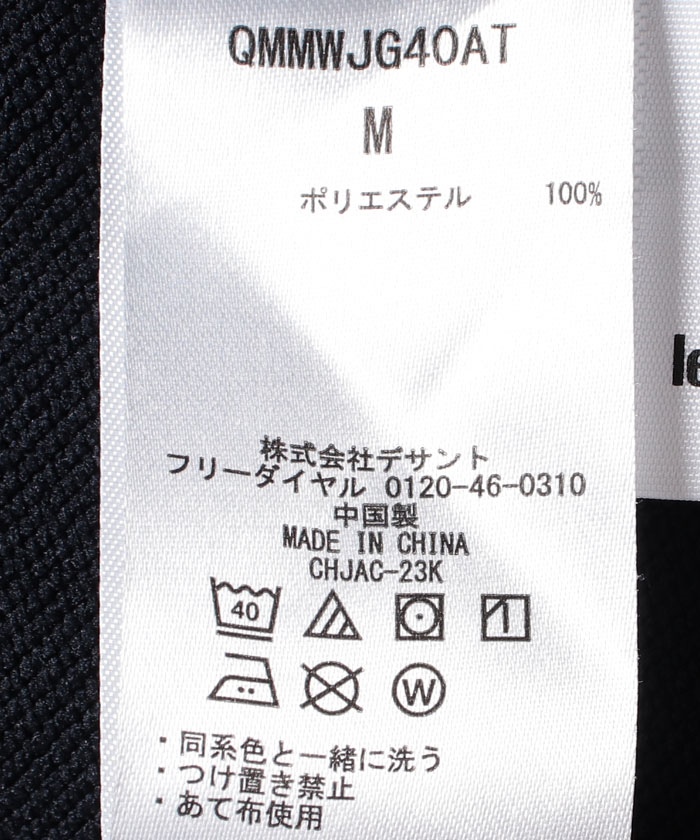 QMMWJG40AT
M
ポリエステル 100%
le
株式会社デサント
フリーダイヤル 0120-46-0310
中国製
MADE IN CHINA
CHJAC-23K
40
W
・同系色と一緒に洗う
・つけ置き禁止
・あて布使用